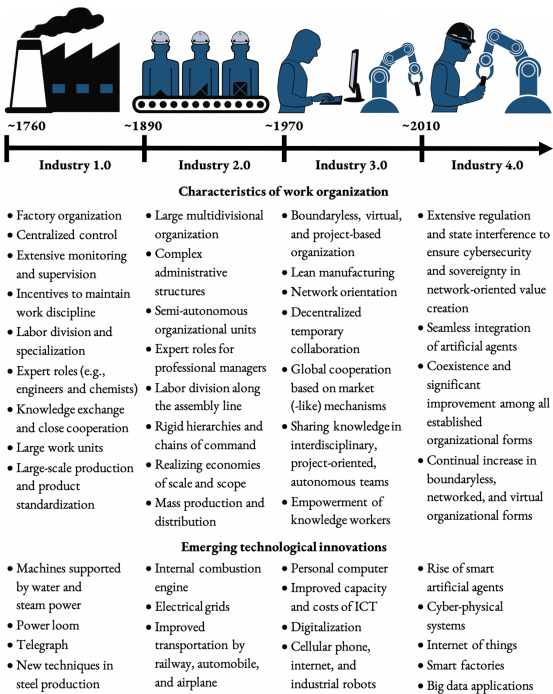 ~1760
~1890
~1970
~2010
Industry 1.0
Industry 2.0
Industry 3.0
Industry 4.0
Characteristics of work organization
• Factory organization
• Centralized control
• Extensive monitoring
and supervision
• Incentives to maintain
work discipline
• Labor division and
specialization
• Expert roles (e.g.,
engineers and chemists)
• Knowledge exchange
and close cooperation
• Large work units
• Large-scale production
and product
standardization
• Large multidivisional
organization
• Complex
administrative
structures
• Semi-autonomous
organizational units
• Expert roles for
professional managers
• Labor division along
the assembly line
• Rigid hierarchies and
chains of command
• Realizing economies
of scale and scope
• Mass production and
distribution
• Boundaryless, virtual,
and project-based
organization
• Lean manufacturing
• Network orientation
• Decentralized
temporary
collaboration
• Global cooperation
based on market
(-like) mechanisms
• Sharing knowledge in
interdisciplinary,
project-oriented,
autonomous teams
• Empowerment of
knowledge workers
• Extensive regulation
and state interference to
ensure cybersecurity
and sovereignty in
network-oriented value
creation
• Seamless integration
of artificial agents
• Coexistence and
significant
improvement among all
established
organizational forms
• Continual increase in
boundaryless,
networked, and virtual
organizational forms
Emerging technological innovations
• Machines supported
by water and
steam power
• Power loom
• Telegraph
• New techniques in
steel production
• Internal combustion
engine
• Electrical grids
• Improved
transportation by
railway, automobile,
and airplane
• Personal computer
• Improved capacity
and costs of ICT
• Digitalization
• Cellular phone,
internet, and
industrial robots
• Rise of smart
artificial agents
• Cyber-physical
systems
• Internet of things
• Smart factories
• Big data applications